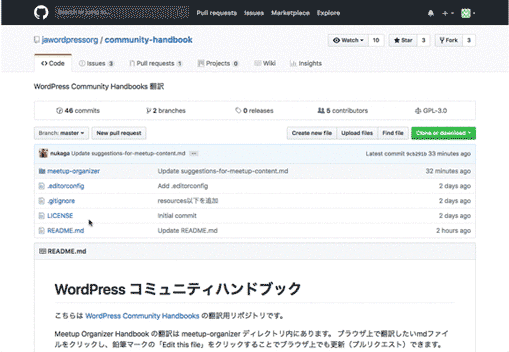 Search or jump to...
Pull requests Issues Marketplace Explore
jawordpressorg / community-handbook
Watch 10 Star 3 Fork 3
Code Issues 3 Pull requests 1 Projects 0 Wiki Insights
WordPress Community Handbooks 翻訳
46 commits 2 branches 0 releases 5 contributors GPL-3.0
Branch: master New pull request Create new file Upload files Find file Clone or download
nukaga Update suggestions-for-meetup-content.md Latest commit 33 minutes ago
meetup-organizer Update suggestions-for-meetup-content.md 32 minutes ago
.editorconfig Add .editorconfig 2 days ago
.gitignore resources以下を追加 2 days ago
LICENSE Initial commit 2 days ago
README.md Update README.md 2 hours ago
README.md
WordPress コミュニティハンドブック
こちらは WordPress Community Handbooks の翻訳用リポジトリです。
Meetup Organizer Handbook の翻訳は meetup-organizer ディレクトリ内にあります。 ブラウザ上で翻訳したいmdファ
イルをクリックし、鉛筆マークの「Edit this file」をクリックすることでブラウザ上でも更新（プルリクエスト）できます。